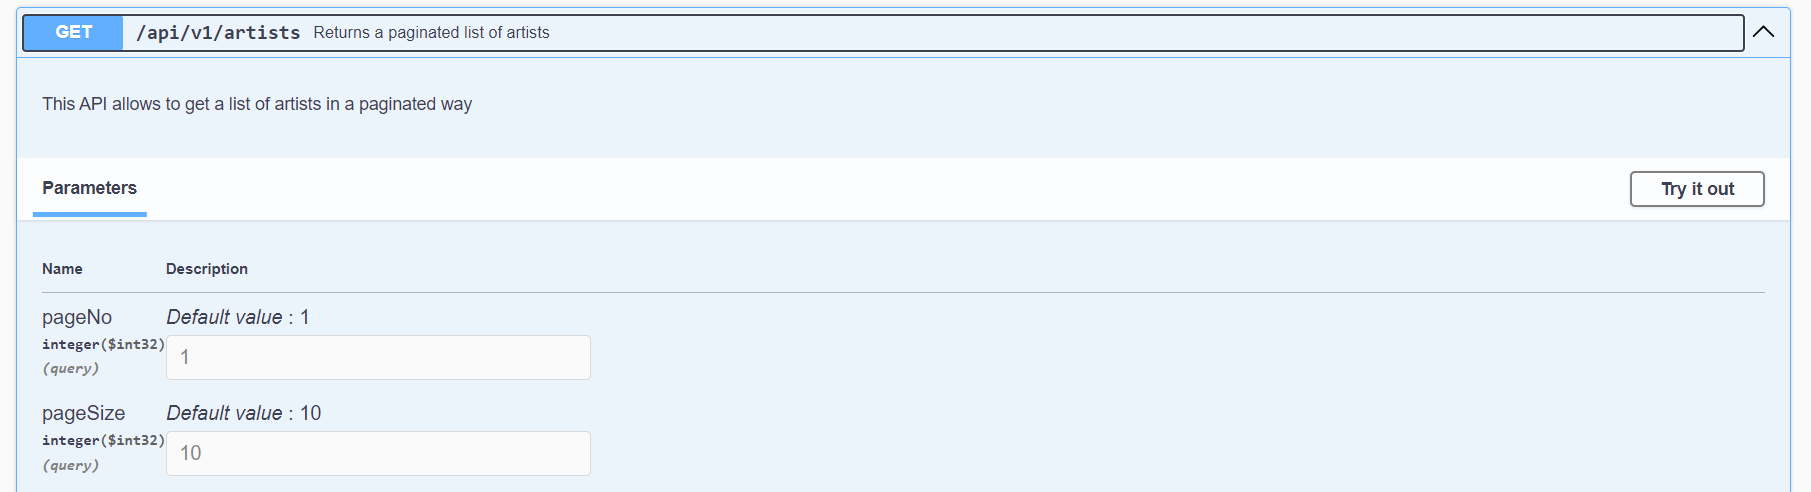 GET /api/v1/artists Returns a paginated list of artists
This API allows to get a list of artists in a paginated way
Parameters Try it out
Name Description
pageNo Default value : 1
integer($int32) 1
(query)
pageSize Default value : 10
integer($int32) 10
(query)